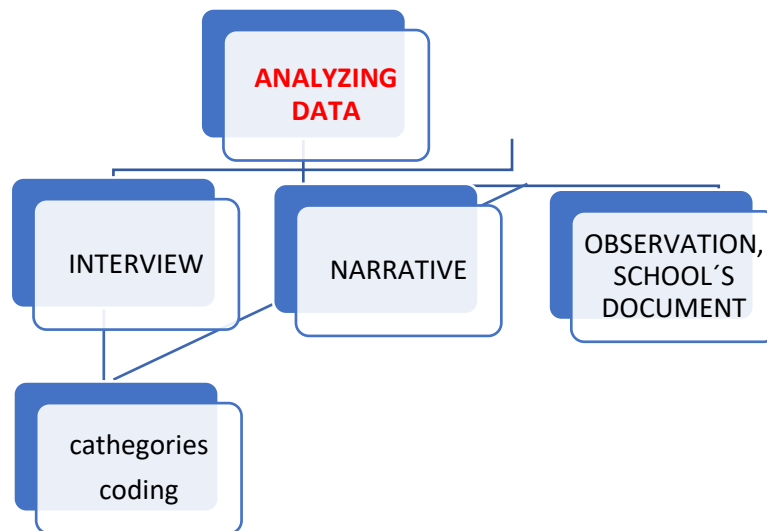 ANALYZING
DATA
INTERVIEW
NARRATIVE
OBSERVATION,
SCHOOL´S
DOCUMENT
cathegories
coding